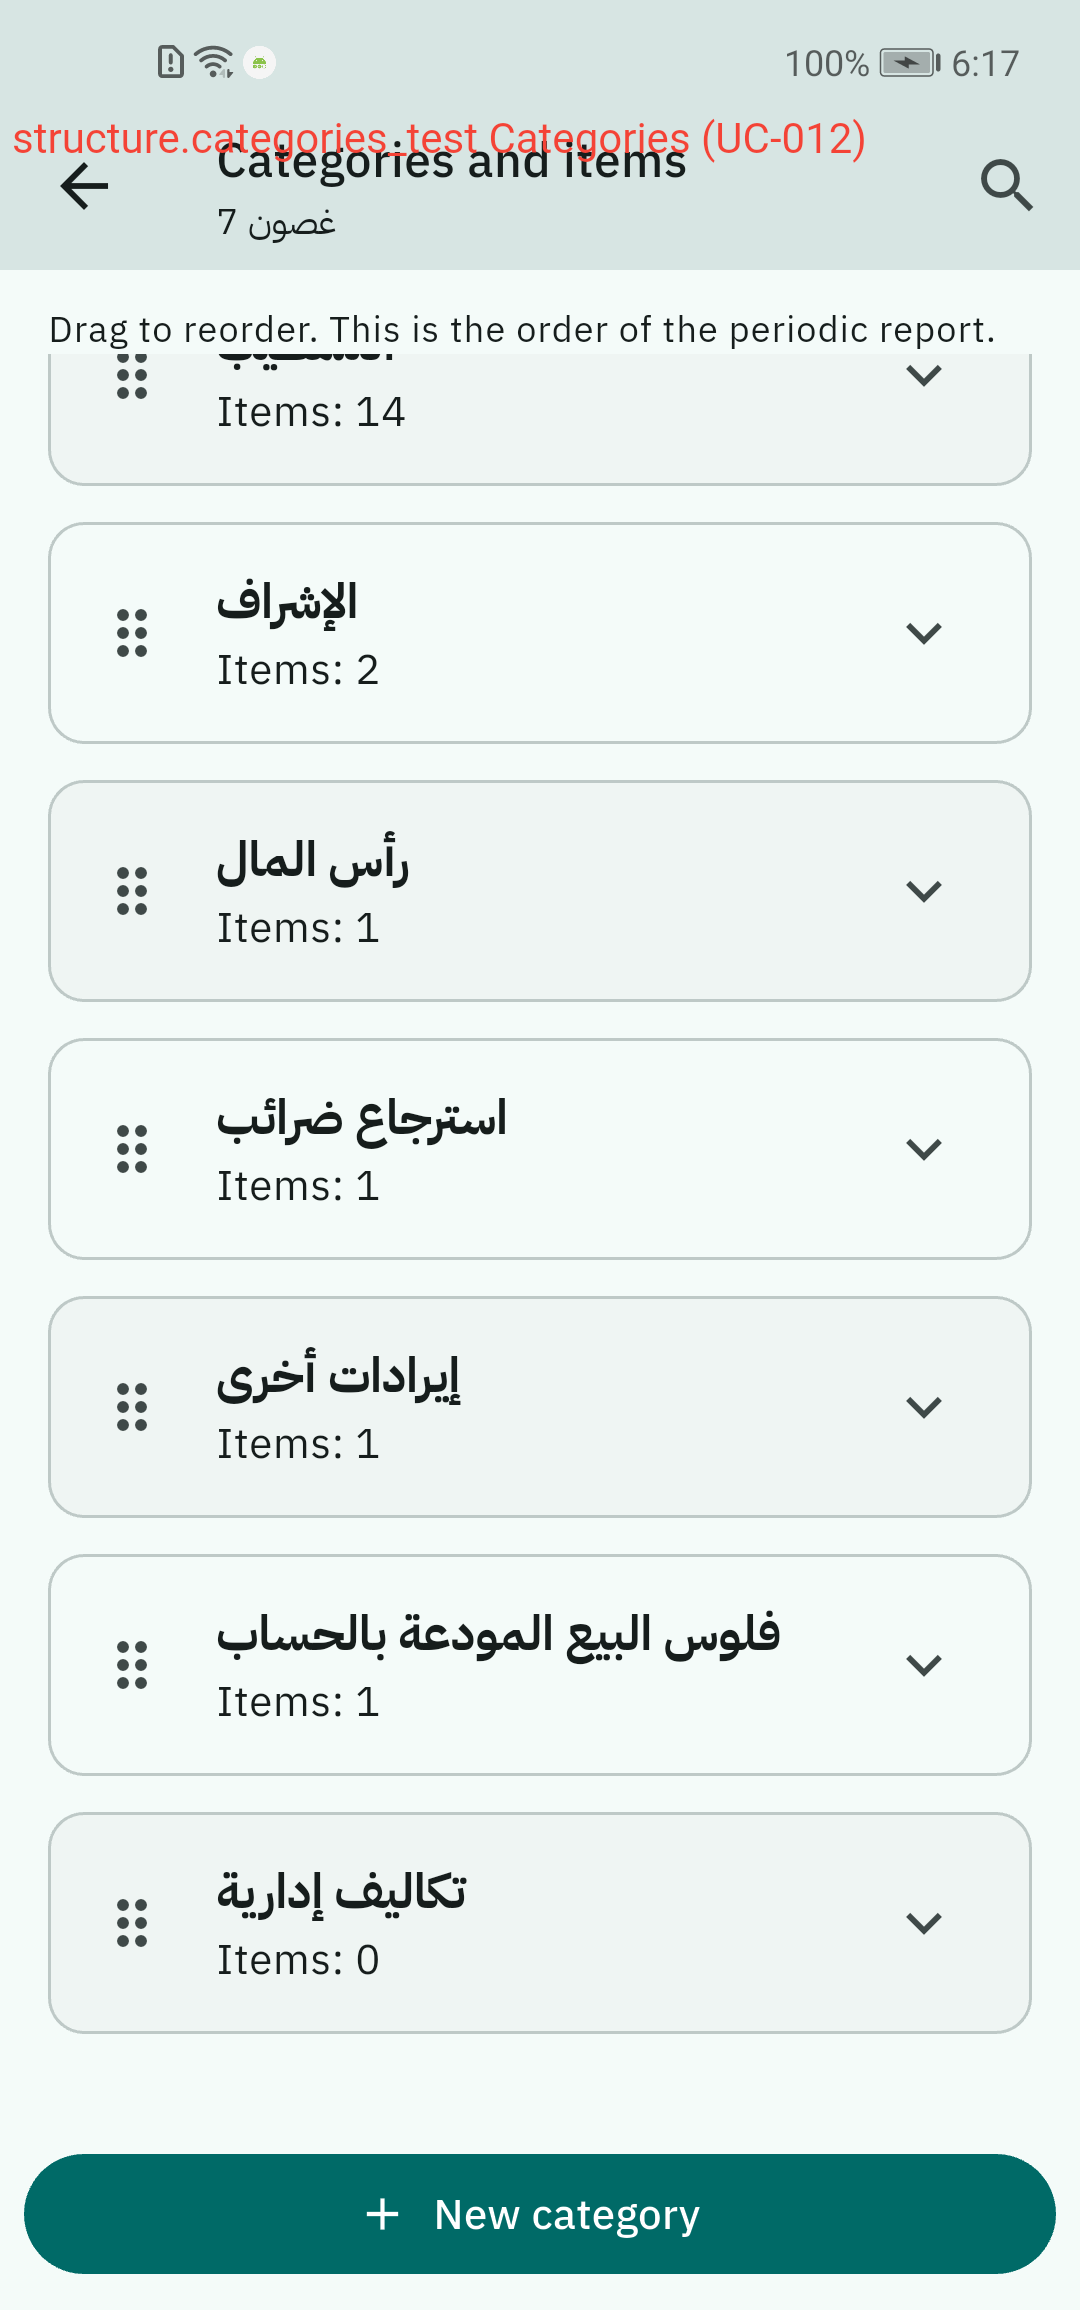 100% 6:17
structure.categories_test Categories (UC-012)
Categories and items
غصون 7
Drag to reorder. This is the order of the periodic report.
Items: 14
الإشراف
Items: 2
رأس المال
Items: 1
استرجاع ضرائب
Items: 1
إيرادات أخرى
Items: 1
فلوس البيع المودعة بالحساب
Items: 1
تكاليف إدارية
Items: 0
+ New category